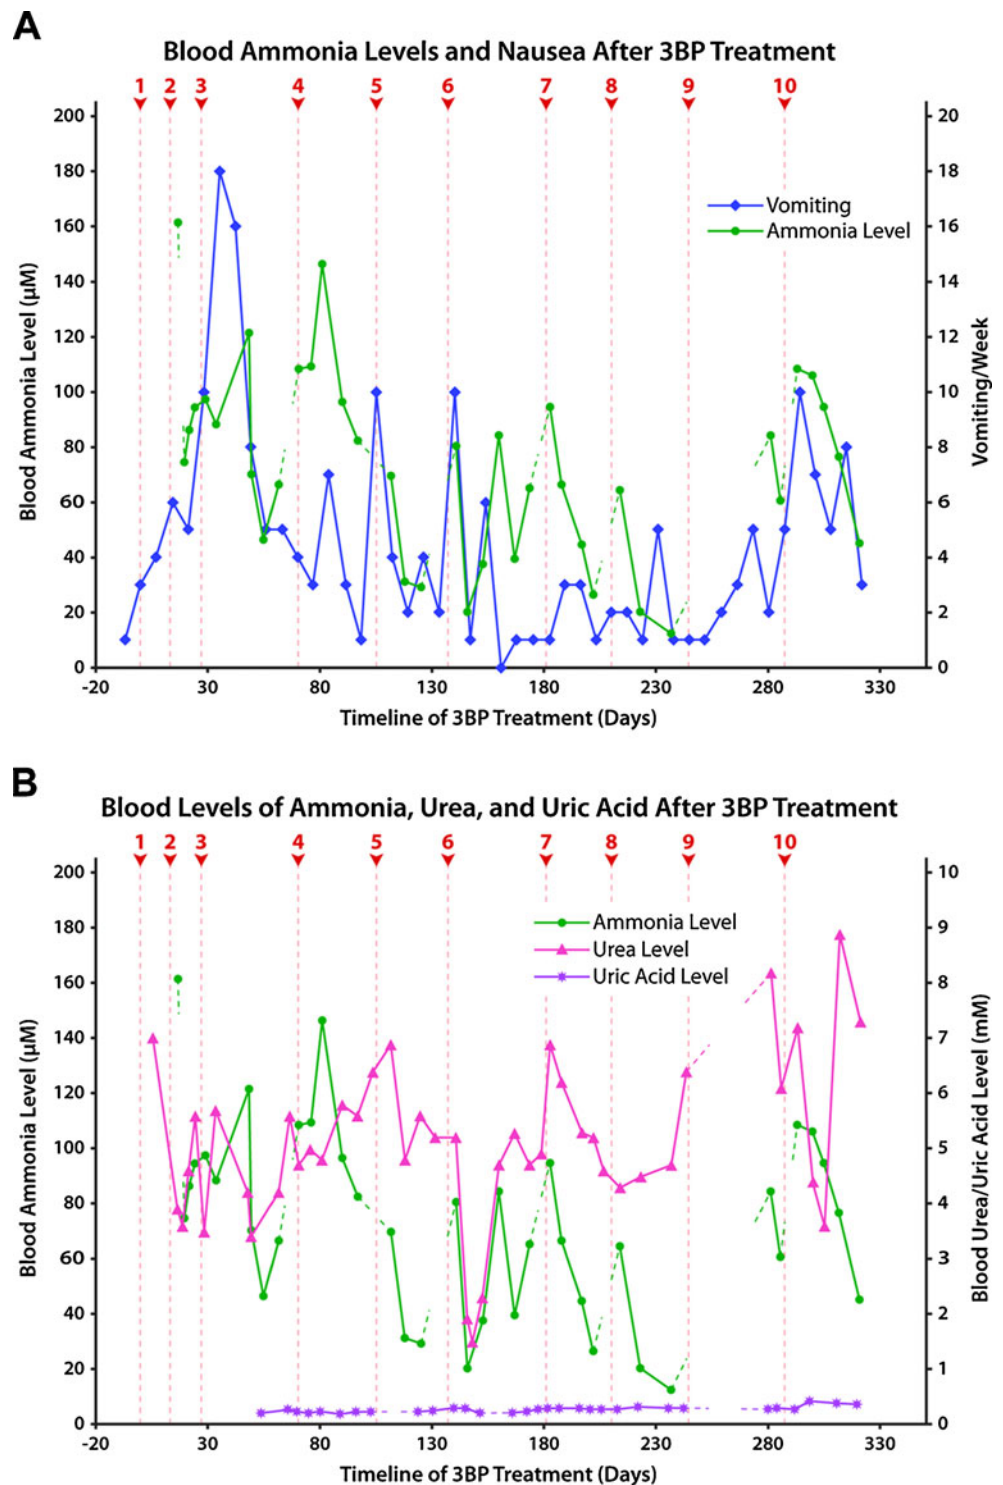 A
Blood Ammonia Levels and Nausea After 3BP Treatment
1 2 3 4 5 6 7 8 9 10
200 20
180 18
160 16
140 14
120 12
100 10
80 8
60 6
40 4
20 2
0 0
Vomiting
Ammonia Level
Blood Ammonia Level (μM)
Vomiting/Week
-20 30 80 130 180 230 280 330
Timeline of 3BP Treatment (Days)
B
Blood Levels of Ammonia, Urea, and Uric Acid After 3BP Treatment
1 2 3 4 5 6 7 8 9 10
200 10
180 9
160 8
140 7
120 6
100 5
80 4
60 3
40 2
20 1
0 0
Ammonia Level
Urea Level
Uric Acid Level
Blood Ammonia Level (μM)
Blood Urea/Uric Acid Level (mM)
-20 30 80 130 180 230 280 330
Timeline of 3BP Treatment (Days)